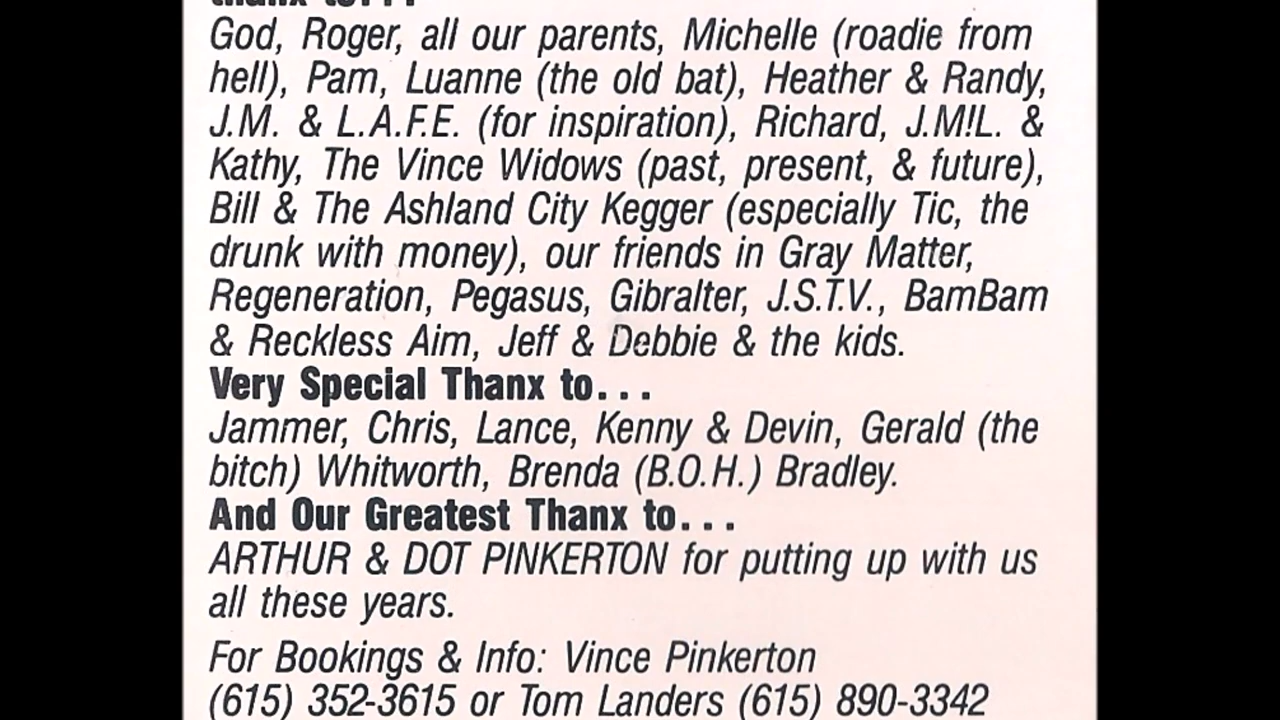 thanx to...
God, Roger, all our parents, Michelle (roadie from
hell), Pam, Luanne (the old bat), Heather & Randy,
J.M. & L.A.F.E. (for inspiration), Richard, J.M!L. &
Kathy, The Vince Widows (past, present, & future),
Bill & The Ashland City Kegger (especially Tic, the
drunk with money), our friends in Gray Matter,
Regeneration, Pegasus, Gibralter, J.S.T.V., BamBam
& Reckless Aim, Jeff & Debbie & the kids.
Very Special Thanx to...
Jammer, Chris, Lance, Kenny & Devin, Gerald (the
bitch) Whitworth, Brenda (B.O.H.) Bradley.
And Our Greatest Thanx to...
ARTHUR & DOT PINKERTON for putting up with us
all these years.
For Bookings & Info: Vince Pinkerton
(615) 352-3615 or Tom Landers (615) 890-3342